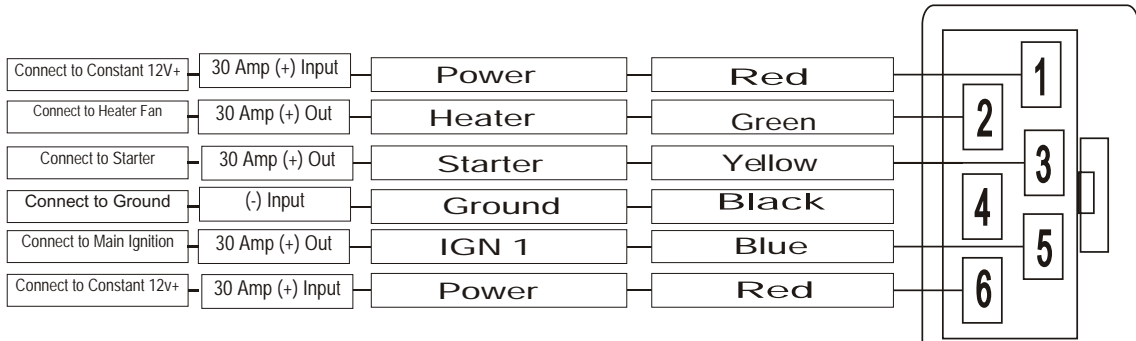 Connect to Constant 12V+ 30 Amp (+) Input Power Red 1
Connect to Heater Fan 30 Amp (+) Out Heater Green 2
Connect to Starter 30 Amp (+) Out Starter Yellow 3
Connect to Ground (-) Input Ground Black 4
Connect to Main Ignition 30 Amp (+) Out IGN 1 Blue 5
Connect to Constant 12v+ 30 Amp (+) Input Power Red 6